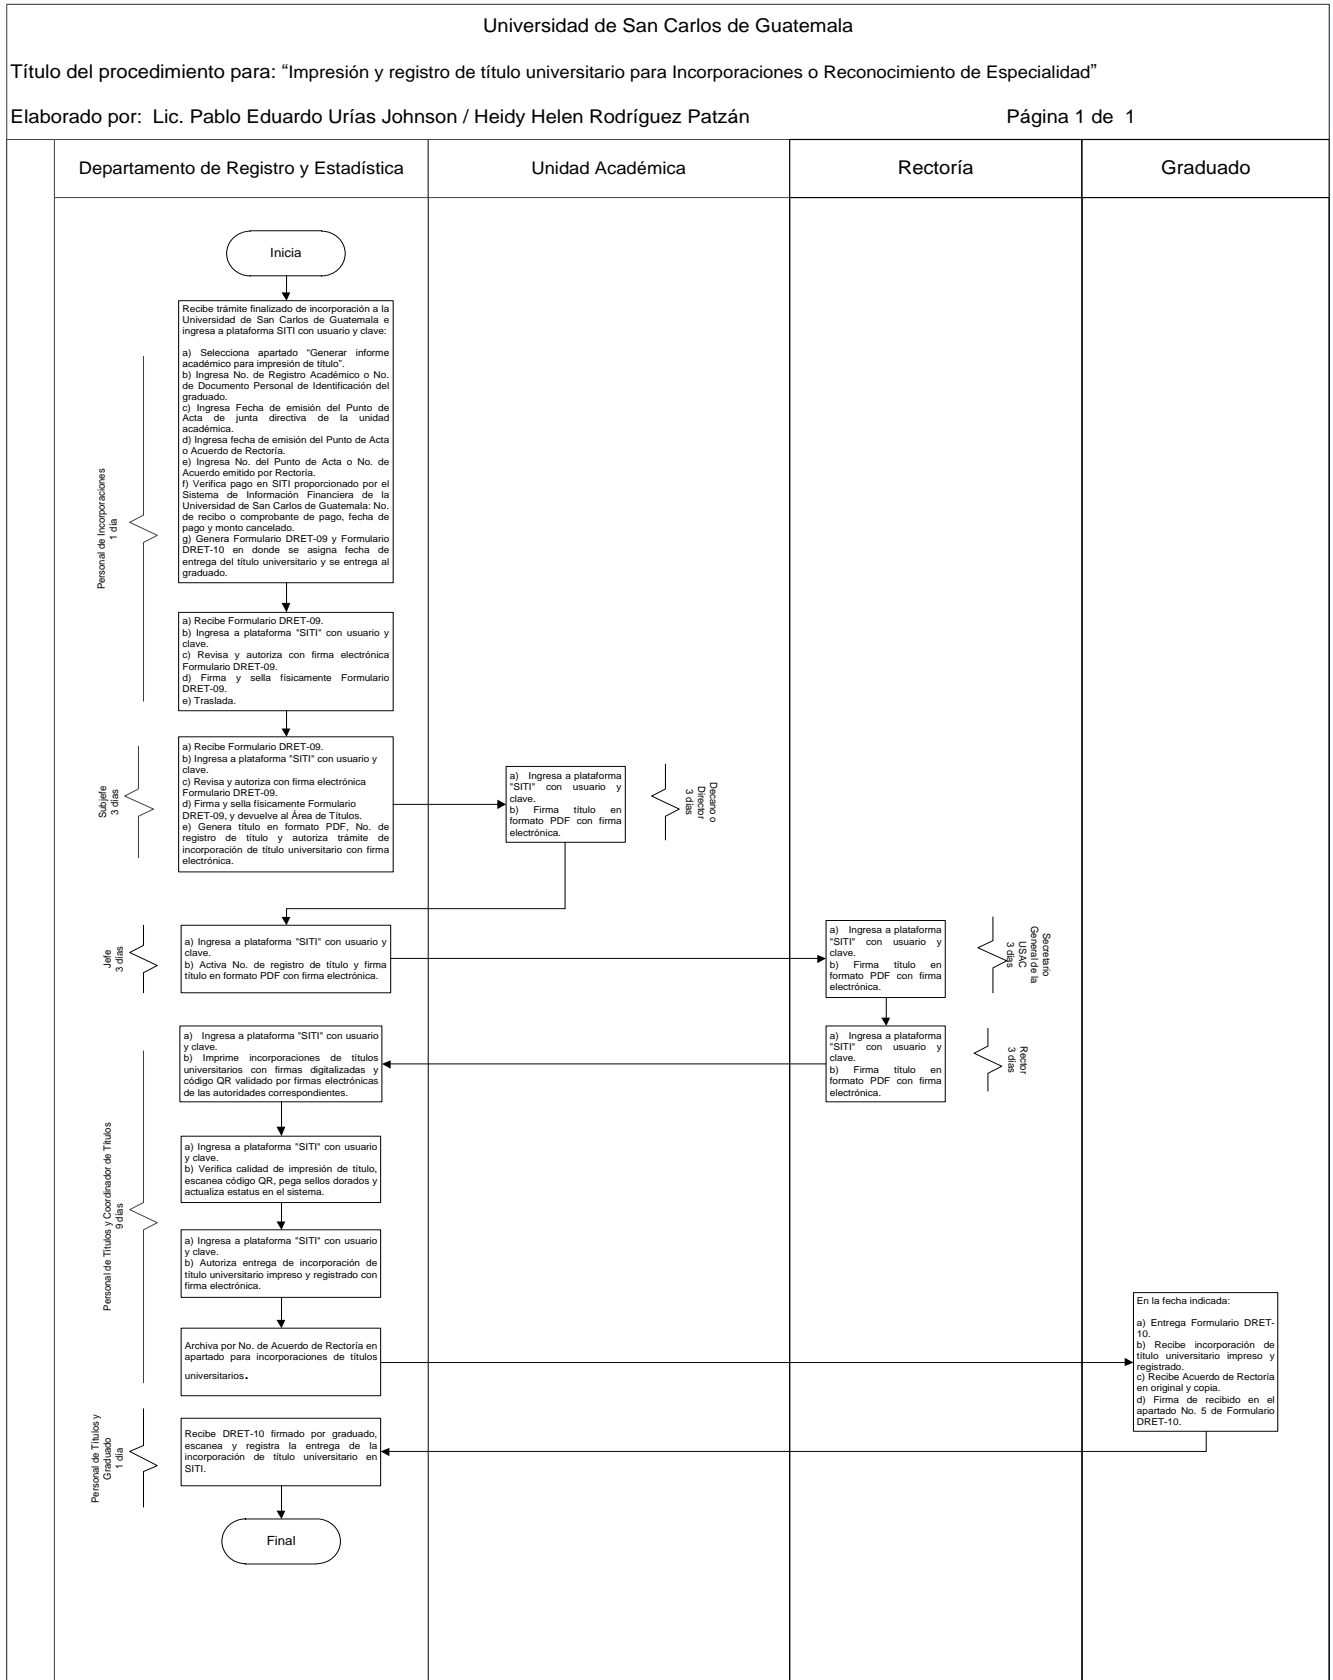 Universidad de San Carlos de Guatemala
Título del procedimiento para: “Impresión y registro de título universitario para Incorporaciones o Reconocimiento de Especialidad”
Elaborado por: Lic. Pablo Eduardo Urías Johnson / Heidy Helen Rodríguez Patzán
Página 1 de 1
Departamento de Registro y Estadística
Unidad Académica
Rectoría
Graduado
Inicia
Recibe trámite finalizado de incorporación a la
Universidad de San Carlos de Guatemala e
ingresa a plataforma SITI con usuario y clave:
a) Selecciona apartado “Generar informe
académico para impresión de título”.
b) Ingresa No. de Registro Académico o No.
de Documento Personal de Identificación del
graduado.
c) Ingresa Fecha de emisión del Punto de
Acta de junta directiva de la unidad
académica.
d) Ingresa fecha de emisión del Punto de Acta
o Acuerdo de Rectoría.
e) Ingresa No. del Punto de Acta o No. de
Acuerdo emitido por Rectoría.
f) Verifica pago en SITI proporcionado por el
Sistema de Información Financiera de la
Universidad de San Carlos de Guatemala: No.
de recibo o comprobante de pago, fecha de
pago y monto cancelado.
g) Genera Formulario DRET-09 y Formulario
DRET-10 en donde se asigna fecha de
entrega del título universitario y se entrega al
graduado.
Personal de Incorporaciones
1 día
a) Recibe Formulario DRET-09.
b) Ingresa a plataforma "SITI" con usuario y
clave.
c) Revisa y autoriza con firma electrónica
Formulario DRET-09.
d) Firma y sella físicamente Formulario
DRET-09.
e) Traslada.
Subjefe
3 días
a) Recibe Formulario DRET-09.
b) Ingresa a plataforma "SITI" con usuario y
clave.
c) Revisa y autoriza con firma electrónica
Formulario DRET-09.
d) Firma y sella físicamente Formulario
DRET-09, y devuelve al Área de Títulos.
e) Genera título en formato PDF, No. de
registro de título y autoriza trámite de
incorporación de título universitario con firma
electrónica.
a) Ingresa a plataforma
"SITI" con usuario y
clave.
b) Firma título en
formato PDF con firma
electrónica.
Decano o
Director
3 días
Jefe
3 días
a) Ingresa a plataforma "SITI" con usuario y
clave.
b) Activa No. de registro de título y firma
título en formato PDF con firma electrónica.
a) Ingresa a plataforma
"SITI" con usuario y
clave.
b) Firma título en
formato PDF con firma
electrónica.
Secretario
General de la
USAC
3 días
a) Ingresa a plataforma
"SITI" con usuario y
clave.
b) Firma título en
formato PDF con firma
electrónica.
Rector
3 días
a) Ingresa a plataforma "SITI" con usuario
y clave.
b) Imprime incorporaciones de títulos
universitarios con firmas digitalizadas y
código QR validado por firmas electrónicas
de las autoridades correspondientes.
Personal de Títulos y Coordinador de Títulos
9 días
a) Ingresa a plataforma "SITI" con usuario
y clave.
b) Verifica calidad de impresión de título,
escanea código QR, pega sellos dorados y
actualiza estatus en el sistema.
a) Ingresa a plataforma "SITI" con usuario
y clave.
b) Autoriza entrega de incorporación de
título universitario impreso y registrado con
firma electrónica.
Archiva por No. de Acuerdo de Rectoría en
apartado para incorporaciones de títulos
universitarios.
En la fecha indicada:
a) Entrega Formulario DRET-
10.
b) Recibe incorporación de
título universitario impreso y
registrado.
c) Recibe Acuerdo de Rectoría
en original y copia.
d) Firma de recibido en el
apartado No. 5 de Formulario
DRET-10.
Personal de Títulos y
Graduado
1 día
Recibe DRET-10 firmado por graduado,
escanea y registra la entrega de la
incorporación de título universitario en
SITI.
Final